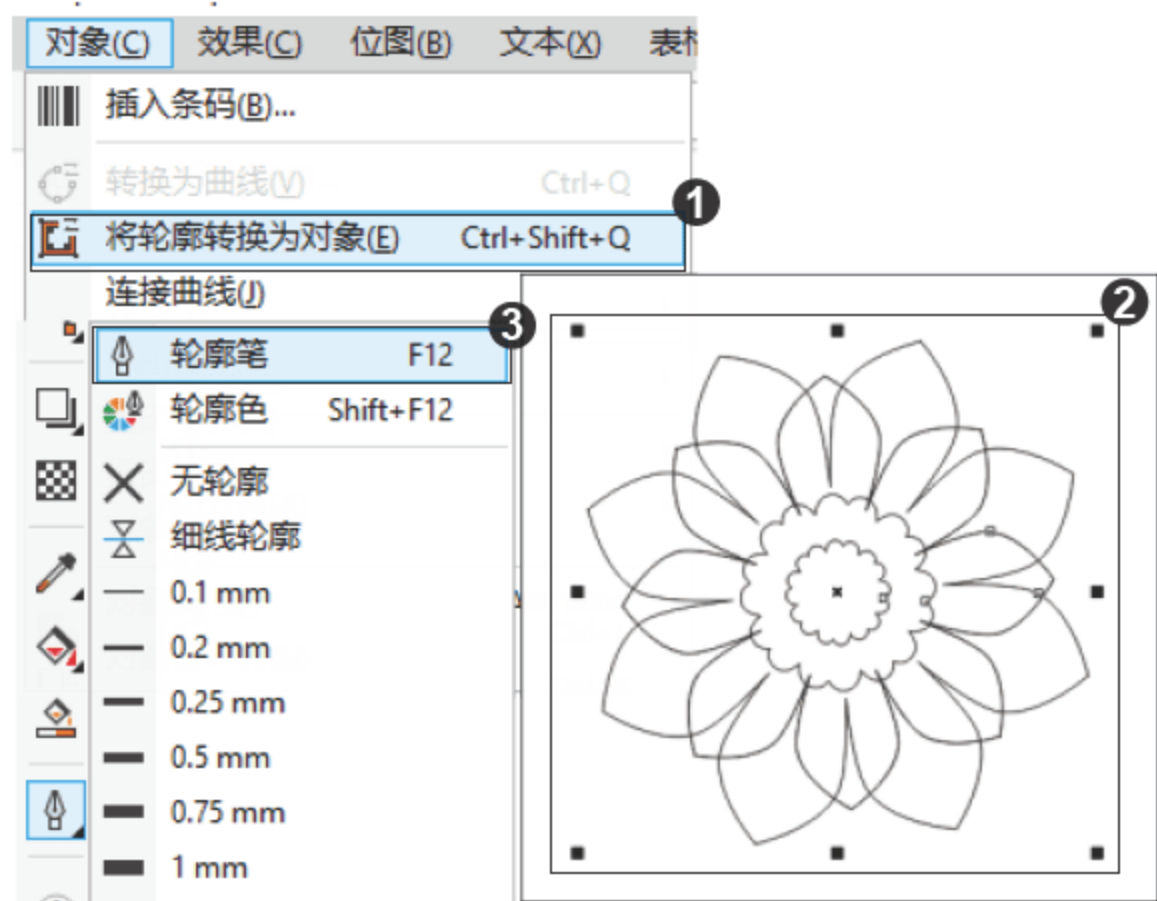 对象(C) 效果(C) 位图(B) 文本(X)
插入条码(B)...
转换为曲线(V) Ctrl+Q
1
将轮廓转换为对象(E) Ctrl+Shift+Q
连接曲线(J)
2
3
轮廓笔 F12
轮廓色 Shift+F12
无轮廓
细线轮廓
0.1 mm
0.2 mm
0.25 mm
0.5 mm
0.75 mm
1 mm